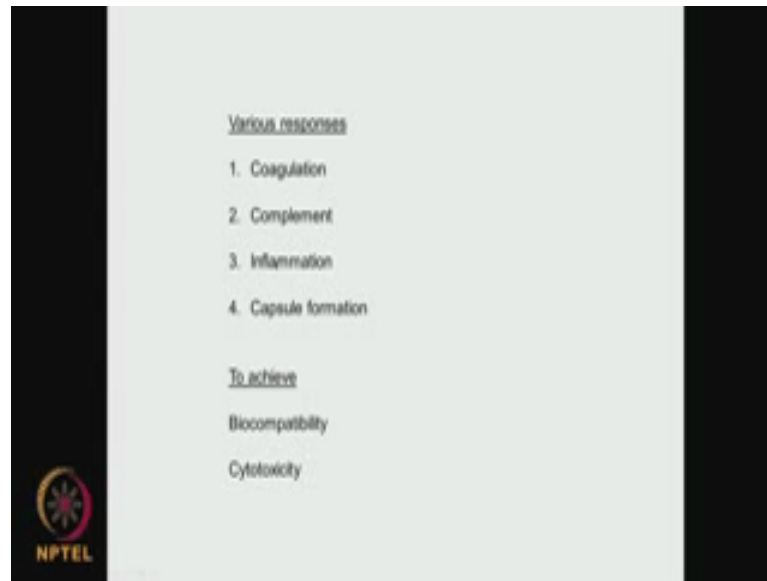 Various responses
1. Coagulation
2. Complement
3. Inflammation
4. Capsule formation
To achieve
Biocompatibility
Cytotoxicity
NPTEL